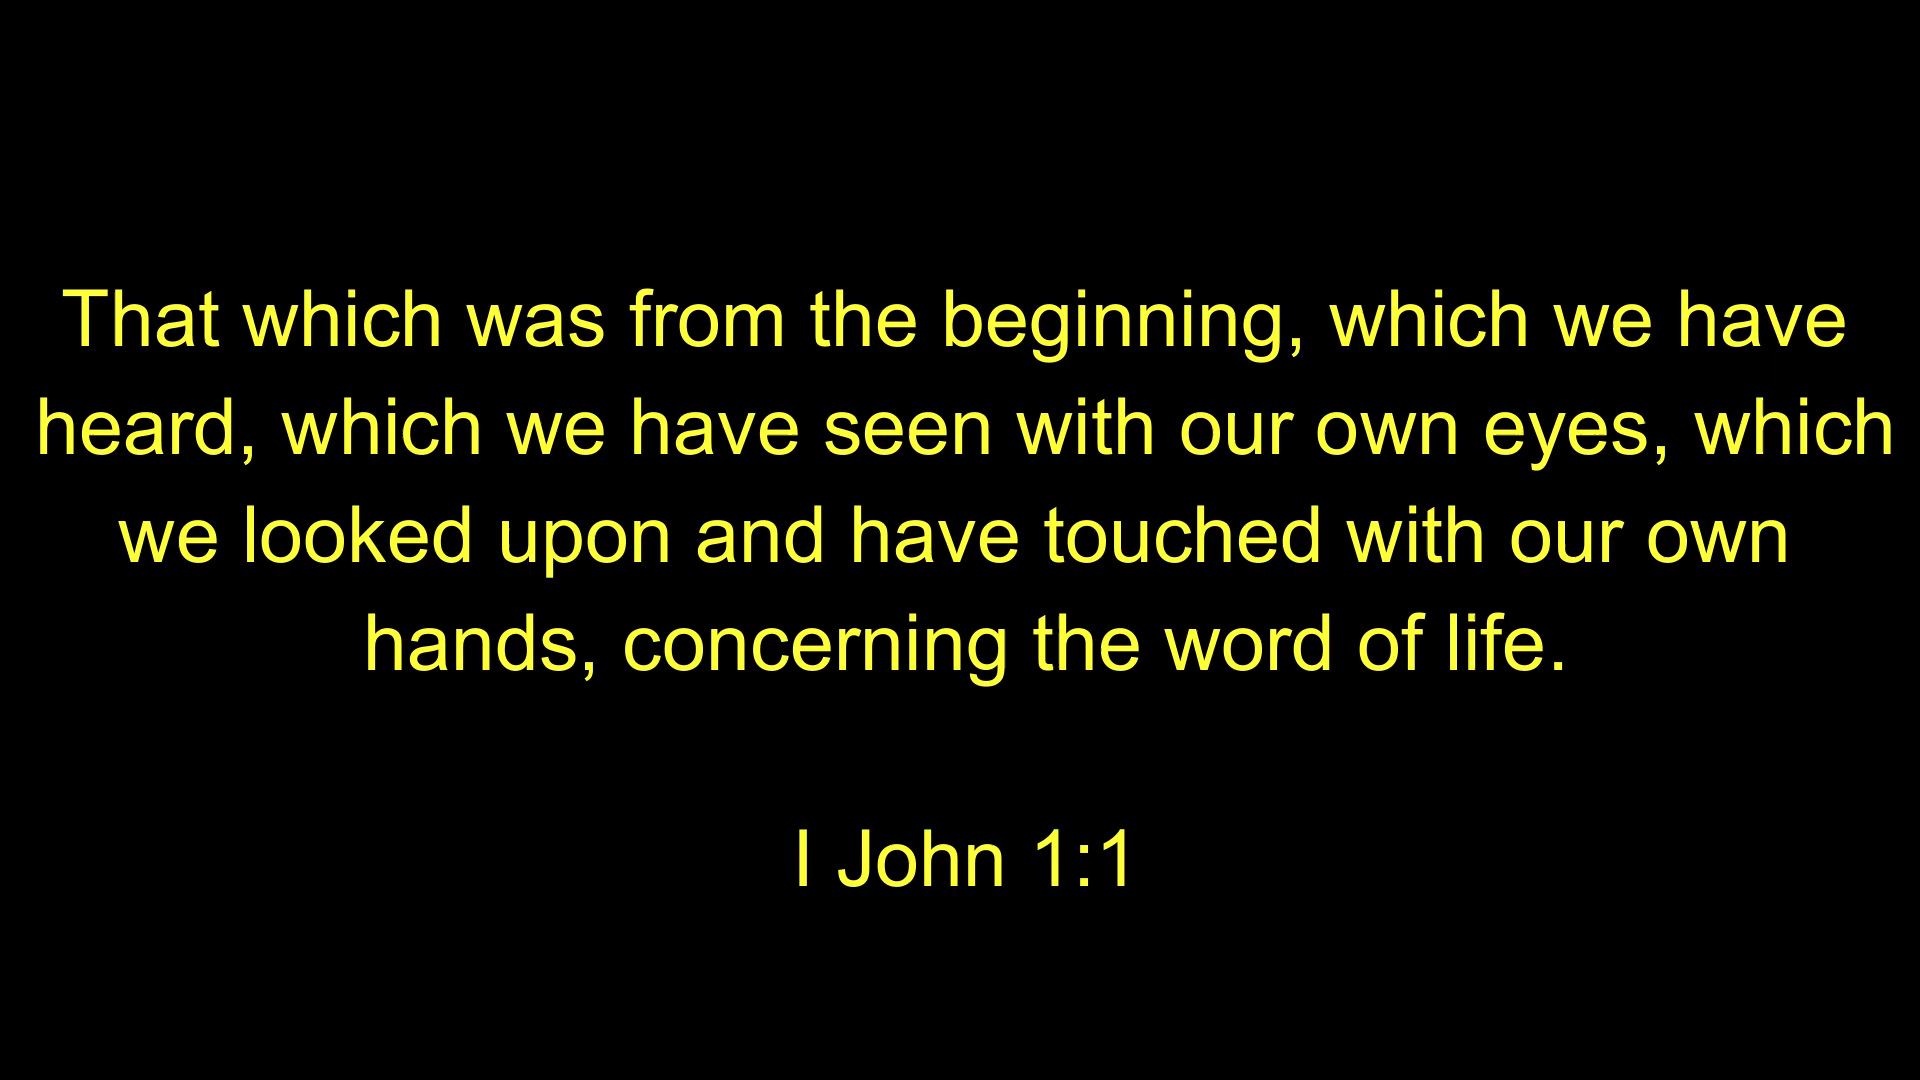 That which was from the beginning, which we have
heard, which we have seen with our own eyes, which
we looked upon and have touched with our own
hands, concerning the word of life.
I John 1:1